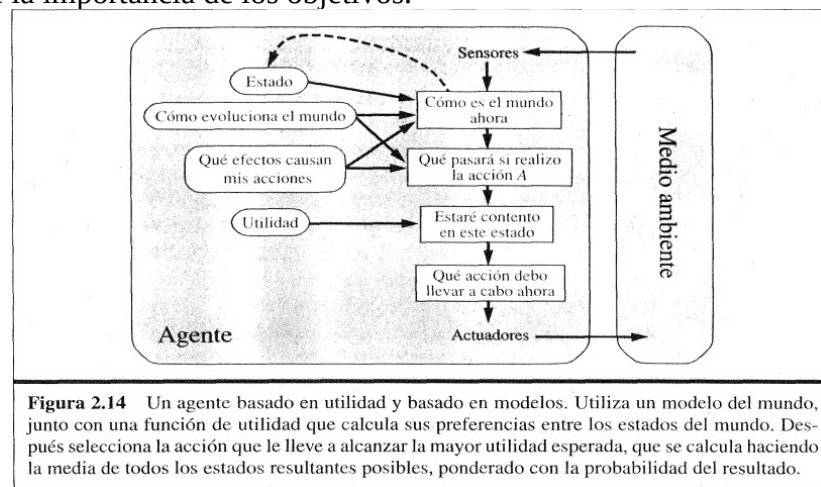 la importancia de los objetivos.
Sensores
Estado
Cómo es el mundo
ahora
Cómo evoluciona el mundo
Qué efectos causan
mis acciones
Qué pasará si realizo
la acción A
Utilidad
Estaré contento
en este estado
Qué acción debo
llevar a cabo ahora
Agente
Actuadores
Medio ambiente
Figura 2.14 Un agente basado en utilidad y basado en modelos. Utiliza un modelo del mundo,
junto con una función de utilidad que calcula sus preferencias entre los estados del mundo. Des-
pués selecciona la acción que le lleve a alcanzar la mayor utilidad esperada, que se calcula haciendo
la media de todos los estados resultantes posibles, ponderado con la probabilidad del resultado.